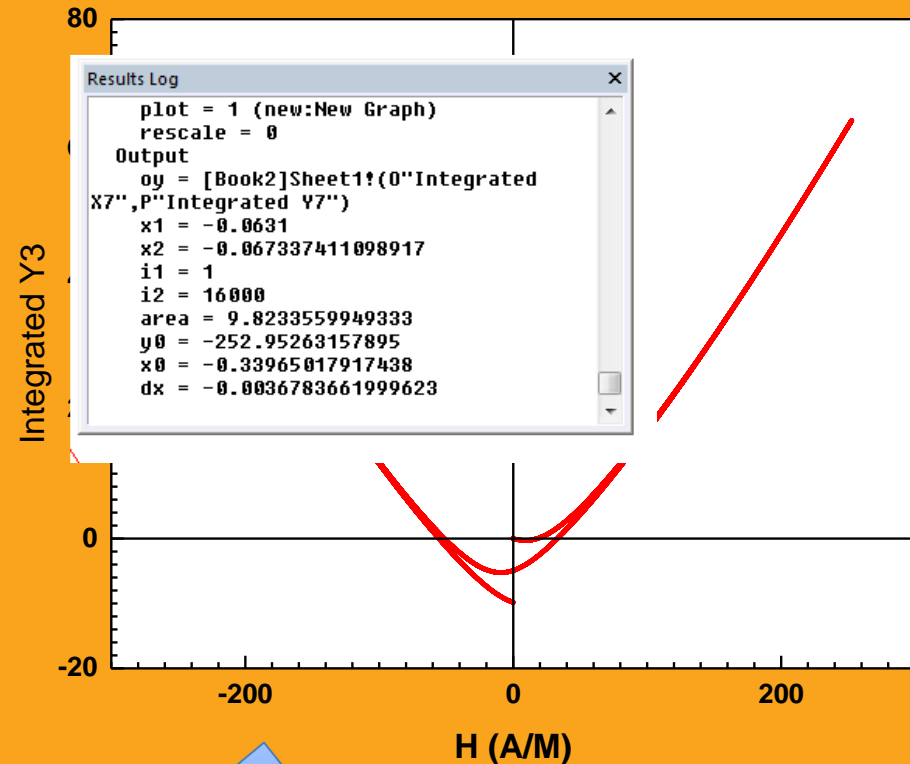 80
Results Log
plot = 1 (new:New Graph)
rescale = 0
Output
oy = [Book2]Sheet1!(O"Integrated
X7",P"Integrated Y7")
x1 = -0.0631
x2 = -0.067337411098917
i1 = 1
i2 = 16000
area = 9.8233559949333
y0 = -252.95263157895
x0 = -0.33965017917438
dx = -0.0036783661999623
Integrated Y3
0
-20
-200
0
200
H (A/M)